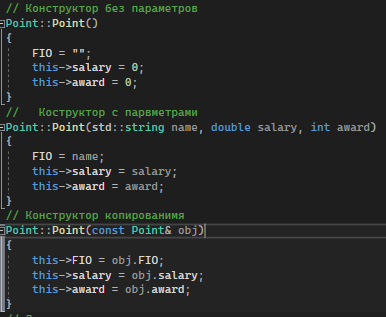 // Конструктор без параметров
Point::Point()
{
FIO = "";
this->salary = 0;
this->award = 0;
}
// Коструктор с парвметрами
Point::Point(std::string name, double salary, int award)
{
FIO = name;
this->salary = salary;
this->award = award;
}
// Конструктор копированимя
Point::Point(const Point& obj)
{
this->FIO = obj.FIO;
this->salary = obj.salary;
this->award = obj.award;
}